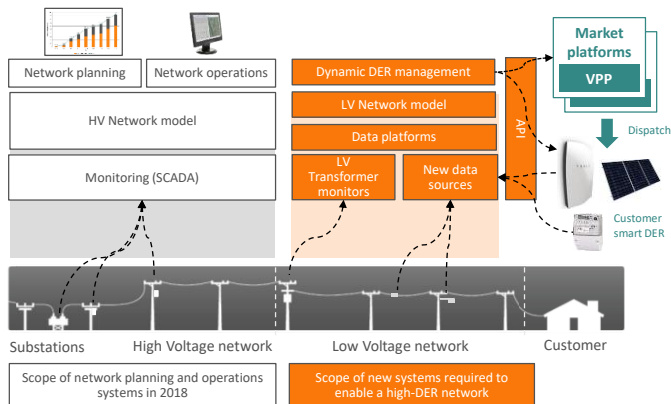 Network planning
Network operations
Dynamic DER management
Market
platforms
VPP
LV Network model
HV Network model
Data platforms
API
Dispatch
Monitoring (SCADA)
LV
Transformer
monitors
New data
sources
Customer
smart DER
Substations
High Voltage network
Low Voltage network
Customer
Scope of network planning and operations
systems in 2018
Scope of new systems required to
enable a high-DER network